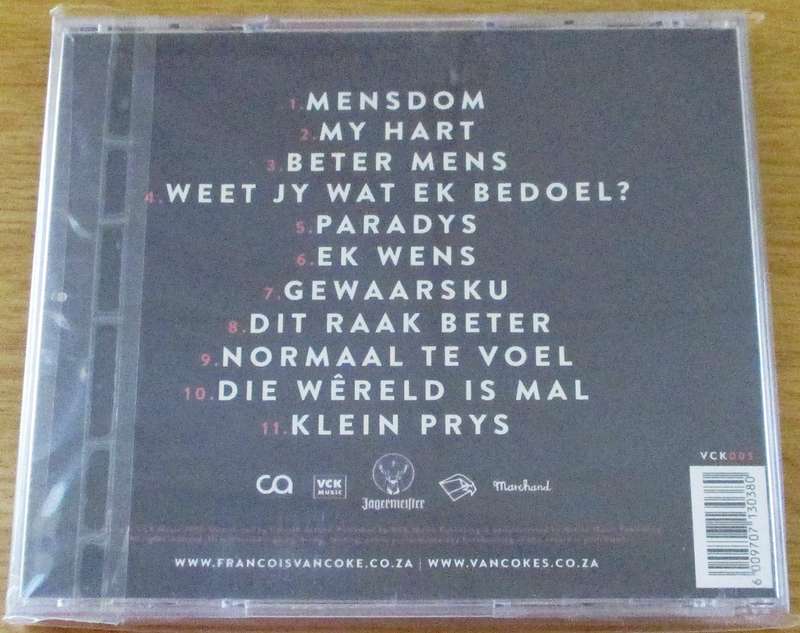 1.MENSDOM
2.MY HART
3.BETER MENS
4.WEET JY WAT EK BEDOEL?
5.PARADYS
6.EK WENS
7.GEWAARSKU
8.DIT RAAK BETER
9.NORMAAL TE VOEL
10.DIE WÊRELD IS MAL
11.KLEIN PRYS
VCK005
ca VCK MUSIC Jägermeister Marchand
WWW.FRANCOISVANCOKE.CO.ZA | WWW.VANCOKES.CO.ZA
6 009707 130380